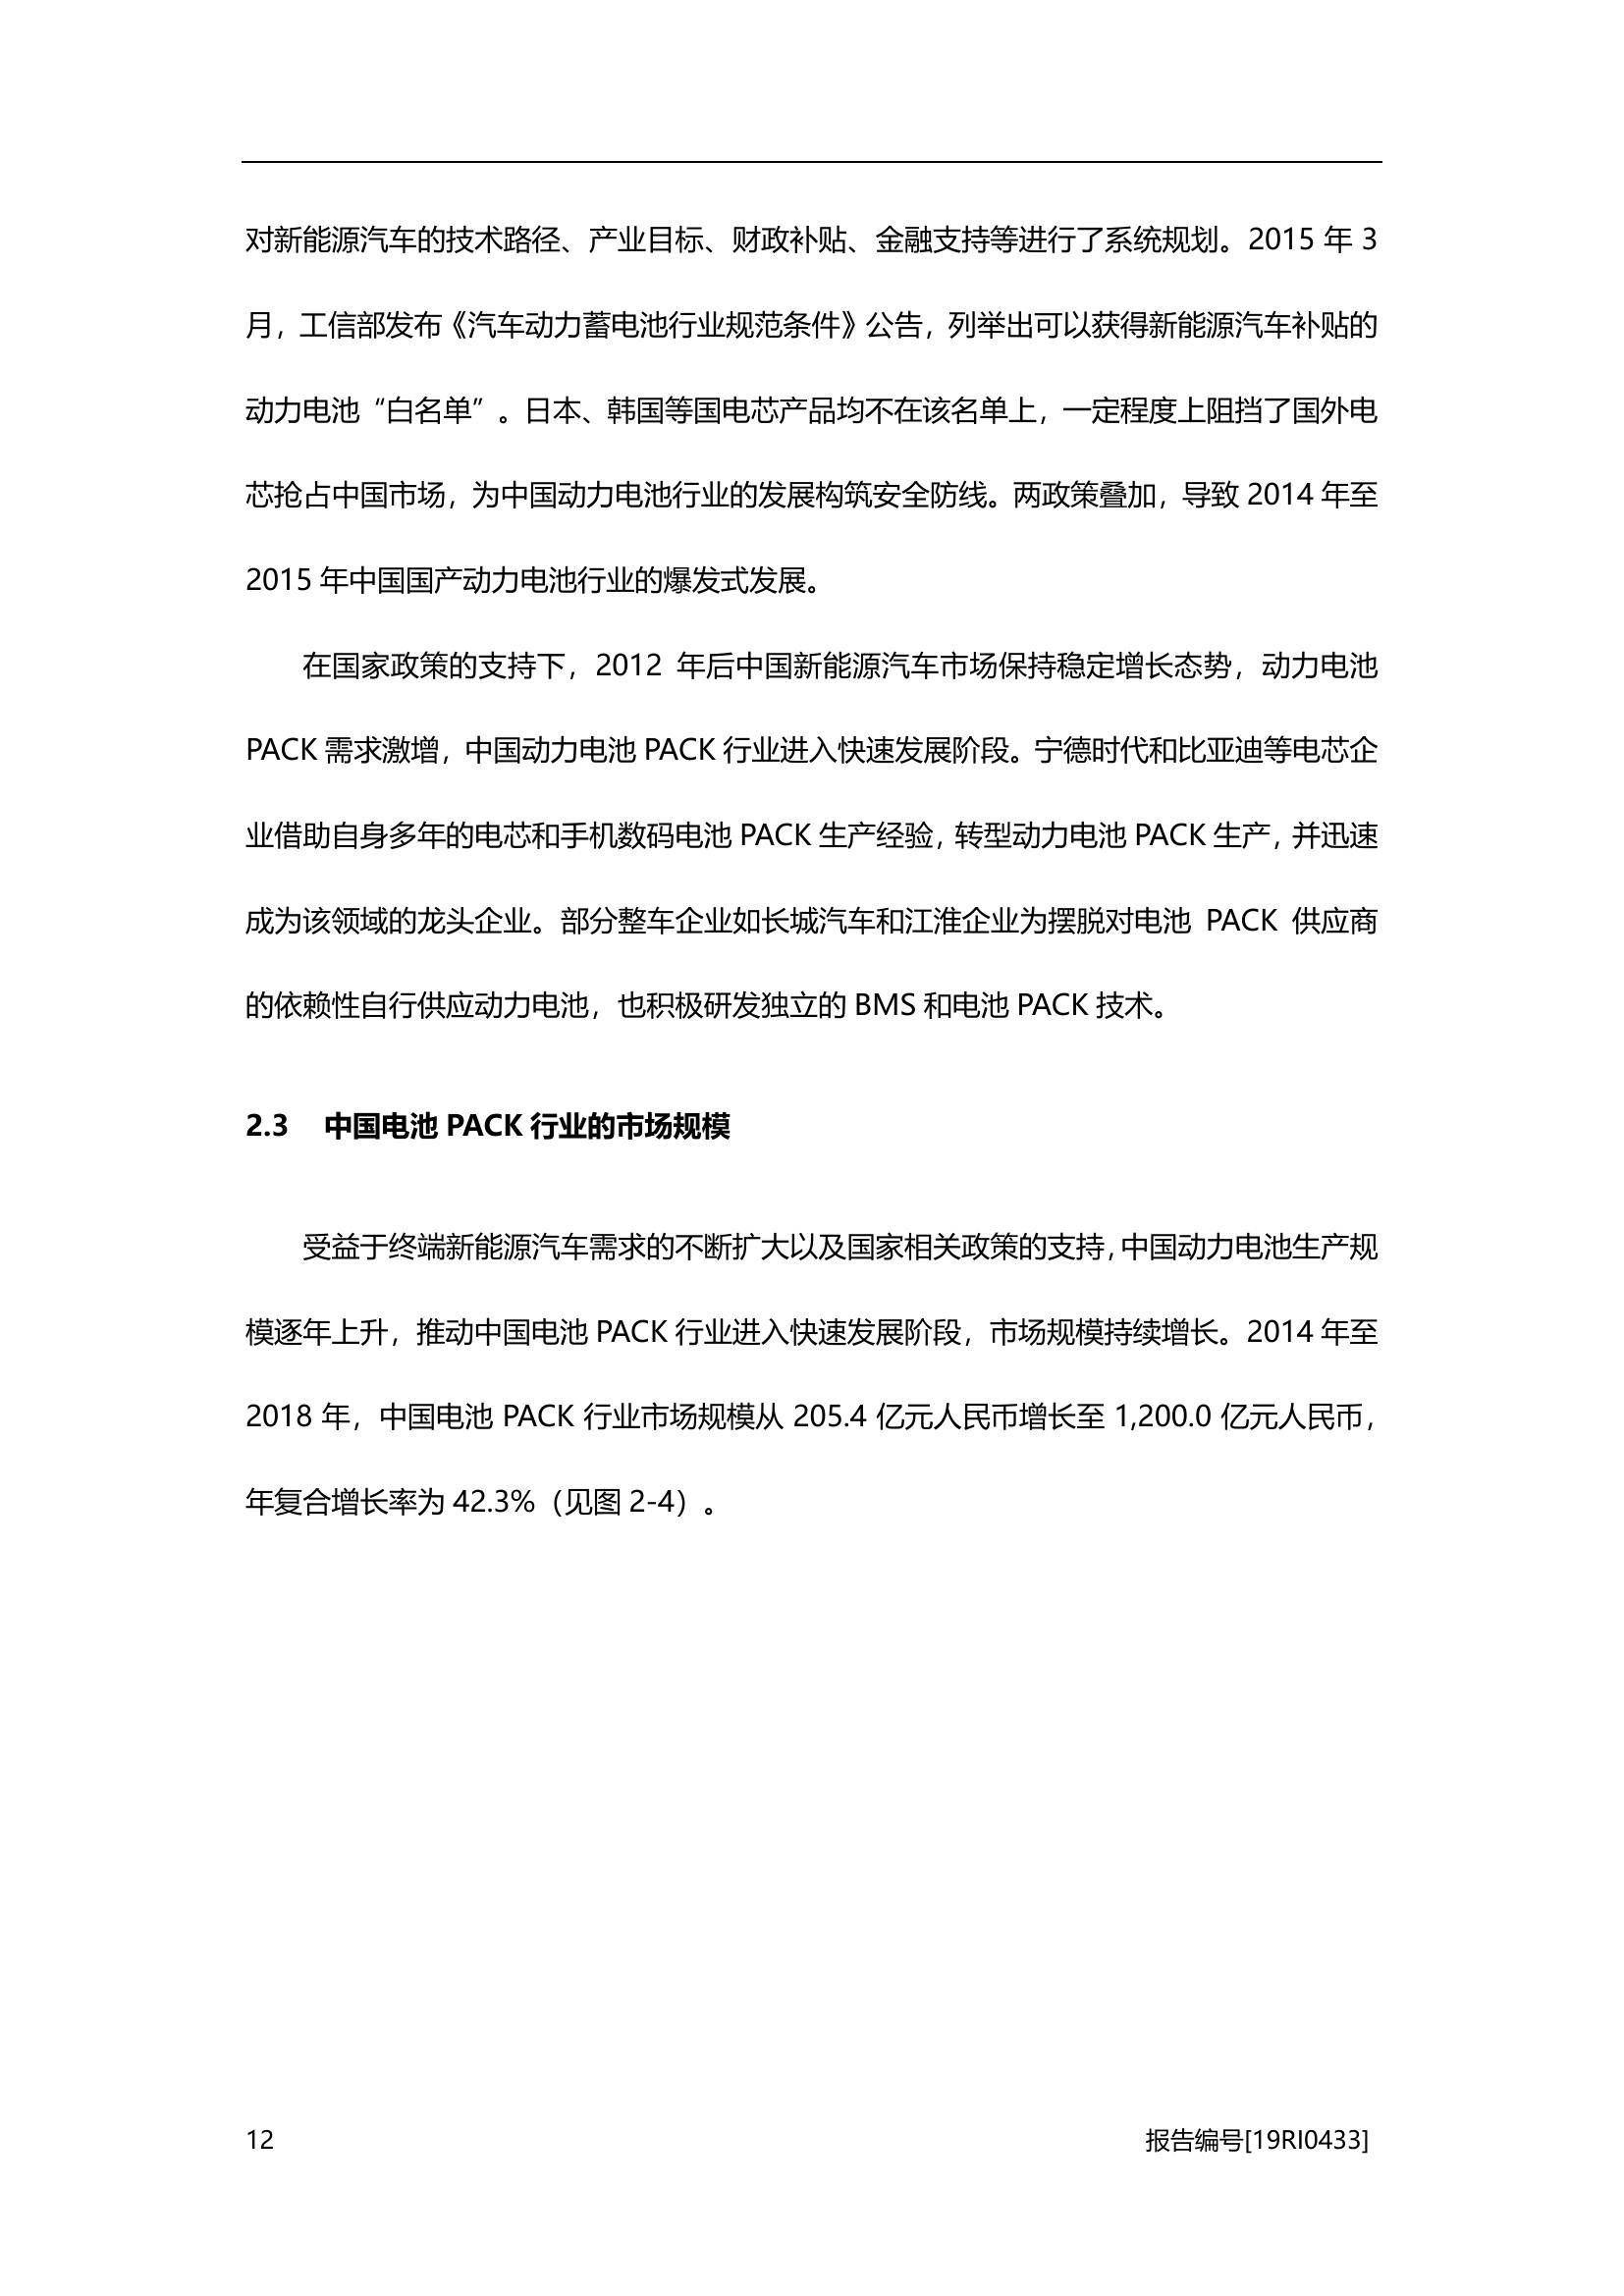 对新能源汽车的技术路径、产业目标、财政补贴、金融支持等进行了系统规划。2015 年 3
月，工信部发布《汽车动力蓄电池行业规范条件》公告，列举出可以获得新能源汽车补贴的
动力电池“白名单”。日本、韩国等国电芯产品均不在该名单上，一定程度上阻挡了国外电
芯抢占中国市场，为中国动力电池行业的发展构筑安全防线。两政策叠加，导致 2014 年至
2015 年中国国产动力电池行业的爆发式发展。
在国家政策的支持下，2012 年后中国新能源汽车市场保持稳定增长态势，动力电池
PACK 需求激增，中国动力电池 PACK 行业进入快速发展阶段。宁德时代和比亚迪等电芯企
业借助自身多年的电芯和手机数码电池 PACK 生产经验，转型动力电池 PACK 生产，并迅速
成为该领域的龙头企业。部分整车企业如长城汽车和江淮企业为摆脱对电池 PACK 供应商
的依赖性自行供应动力电池，也积极研发独立的 BMS 和电池 PACK 技术。
2.3 中国电池 PACK 行业的市场规模
受益于终端新能源汽车需求的不断扩大以及国家相关政策的支持，中国动力电池生产规
模逐年上升，推动中国电池 PACK 行业进入快速发展阶段，市场规模持续增长。2014 年至
2018 年，中国电池 PACK 行业市场规模从 205.4 亿元人民币增长至 1,200.0 亿元人民币，
年复合增长率为 42.3%（见图 2-4）。
12 报告编号[19RI0433]